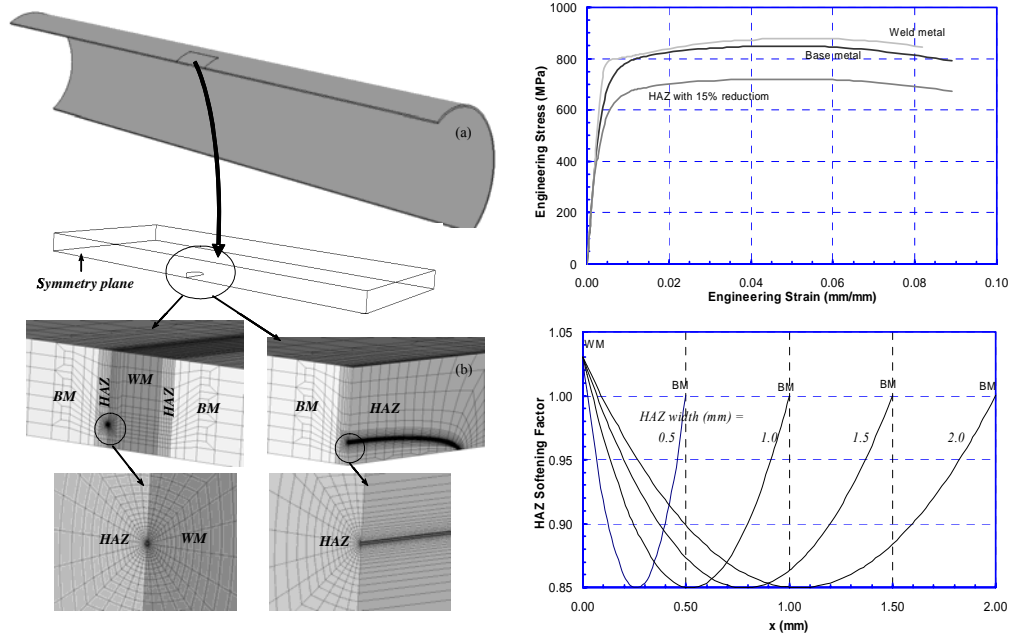 (a)
Symmetry plane
BM
HAZ
WM
HAZ
BM
BM
HAZ
(b)
HAZ
WM
Engineering Stress (MPa)
1000
800
600
400
200
0
Weld metal
Base metal
HAZ with 15% reductiom
0.00 0.02 0.04 0.06 0.08 0.10
Engineering Strain (mm/mm)
HAZ Softening Factor
1.05
1.00
0.95
0.90
0.85
WM
BM BM BM BM
HAZ width (mm) =
0.5 1.0 1.5 2.0
0.00 0.50 1.00 1.50 2.00
x (mm)